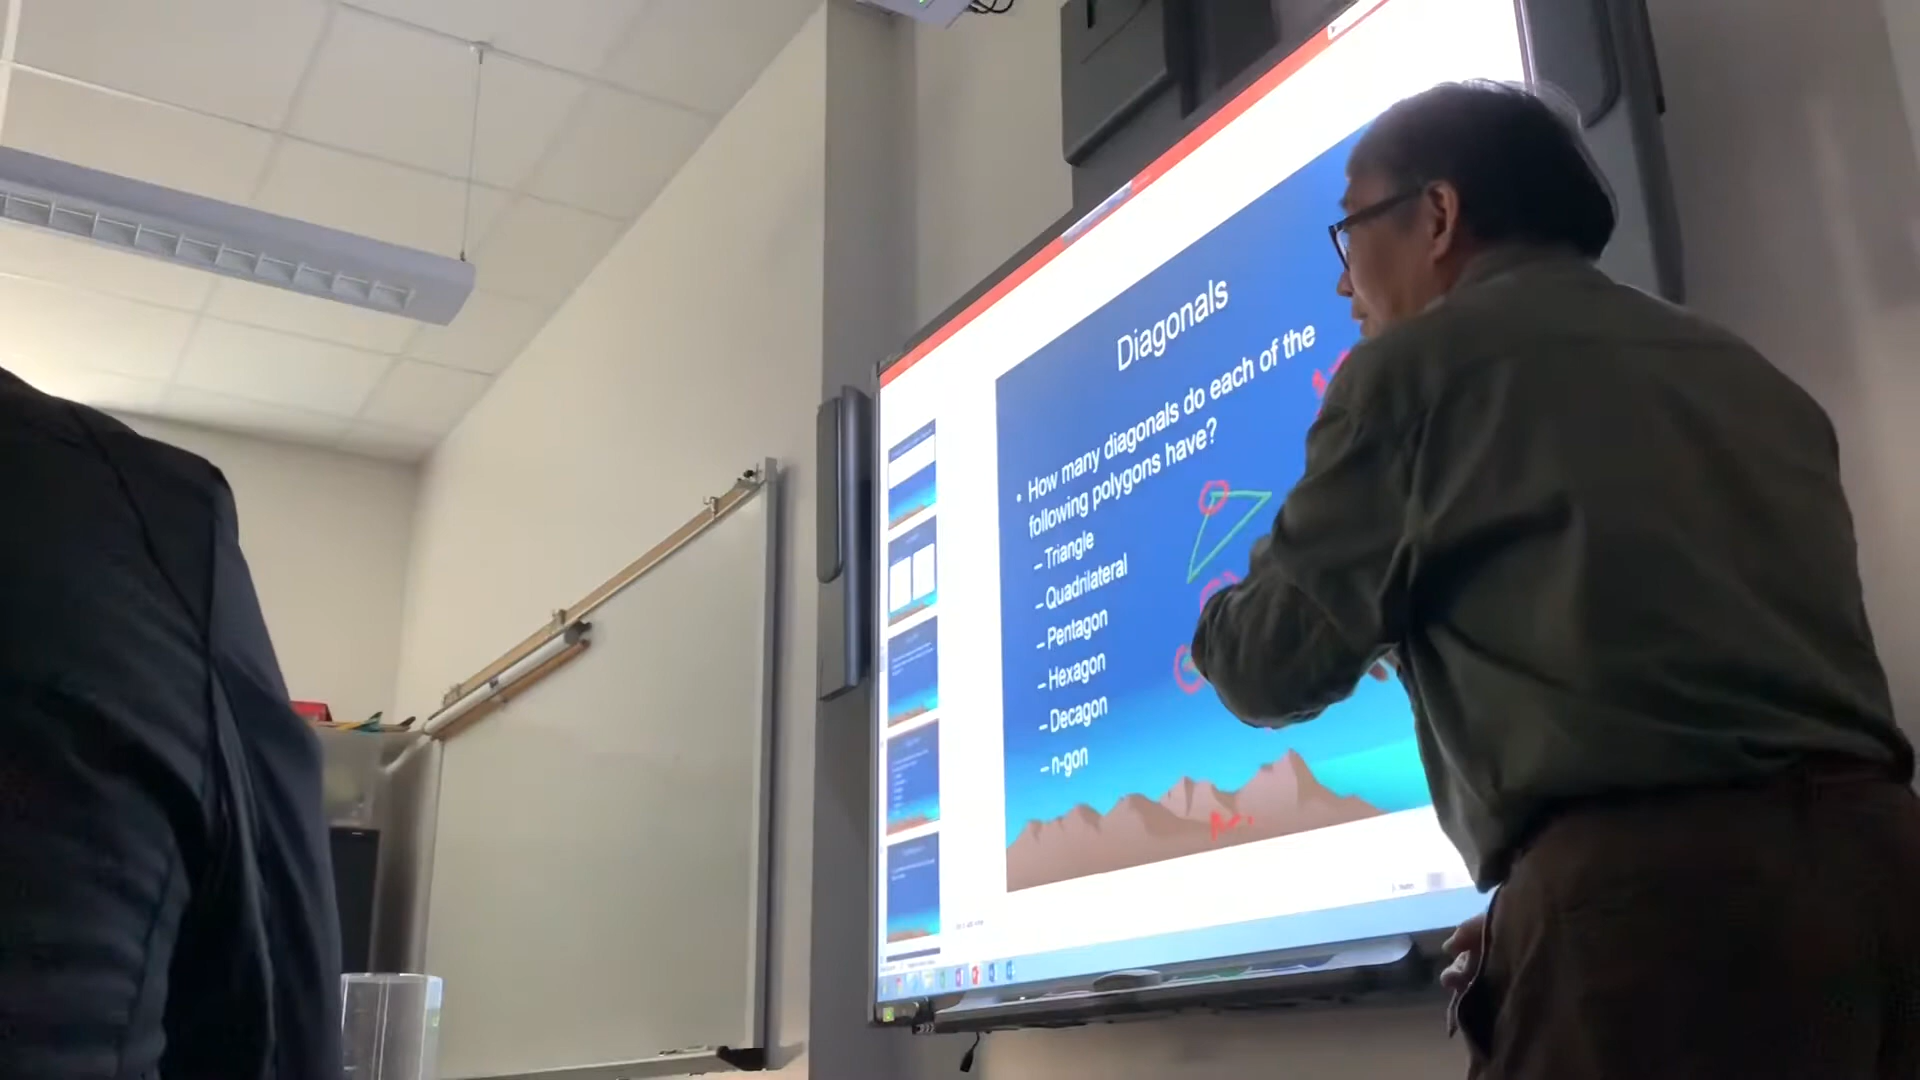 Diagonals
• How many diagonals do each of the
following polygons have?
– Triangle
– Quadrilateral
– Pentagon
– Hexagon
– Decagon
– n-gon